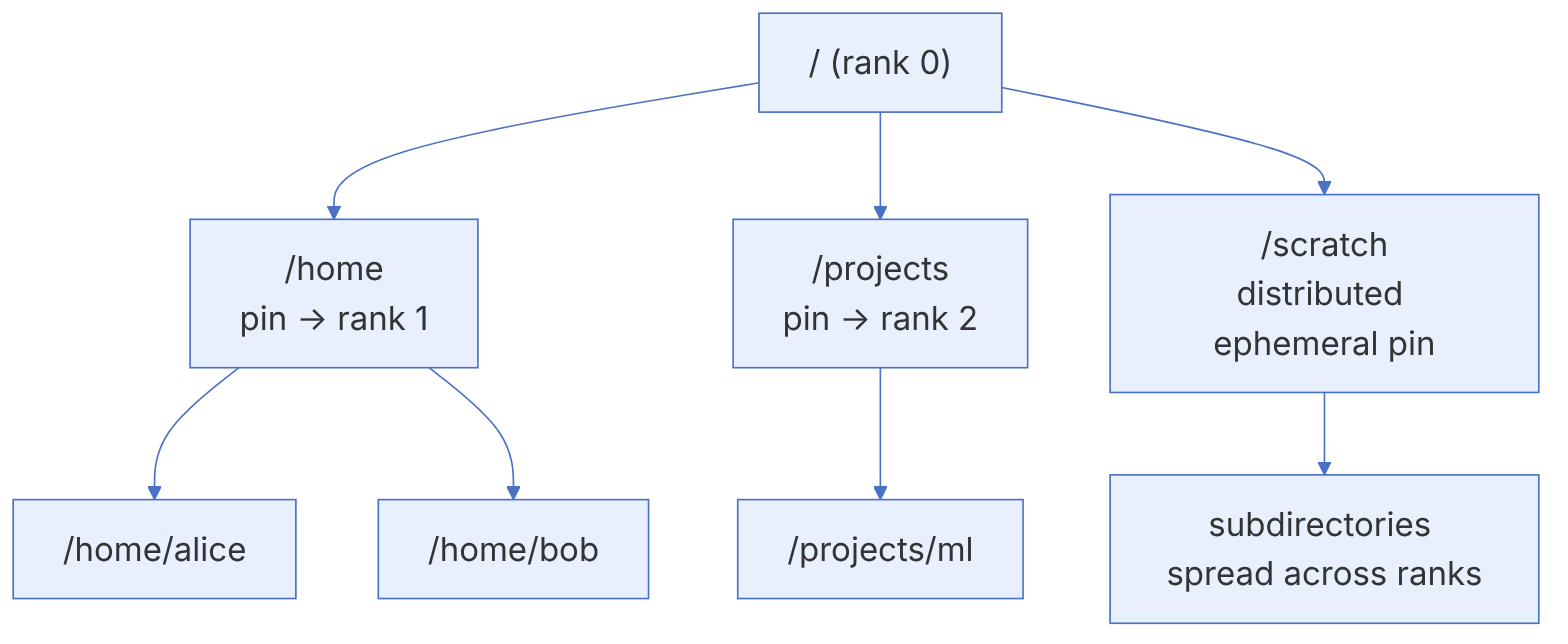 / (rank 0)
/home
pin → rank 1
/projects
pin → rank 2
/scratch
distributed
ephemeral pin
/home/alice
/home/bob
/projects/ml
subdirectories
spread across ranks